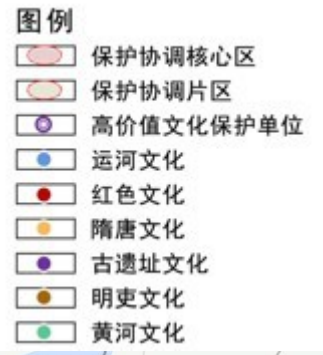 图例
保护协调核心区
保护协调片区
高价值文化保护单位
运河文化
红色文化
隋唐文化
古遗址文化
明吏文化
黄河文化